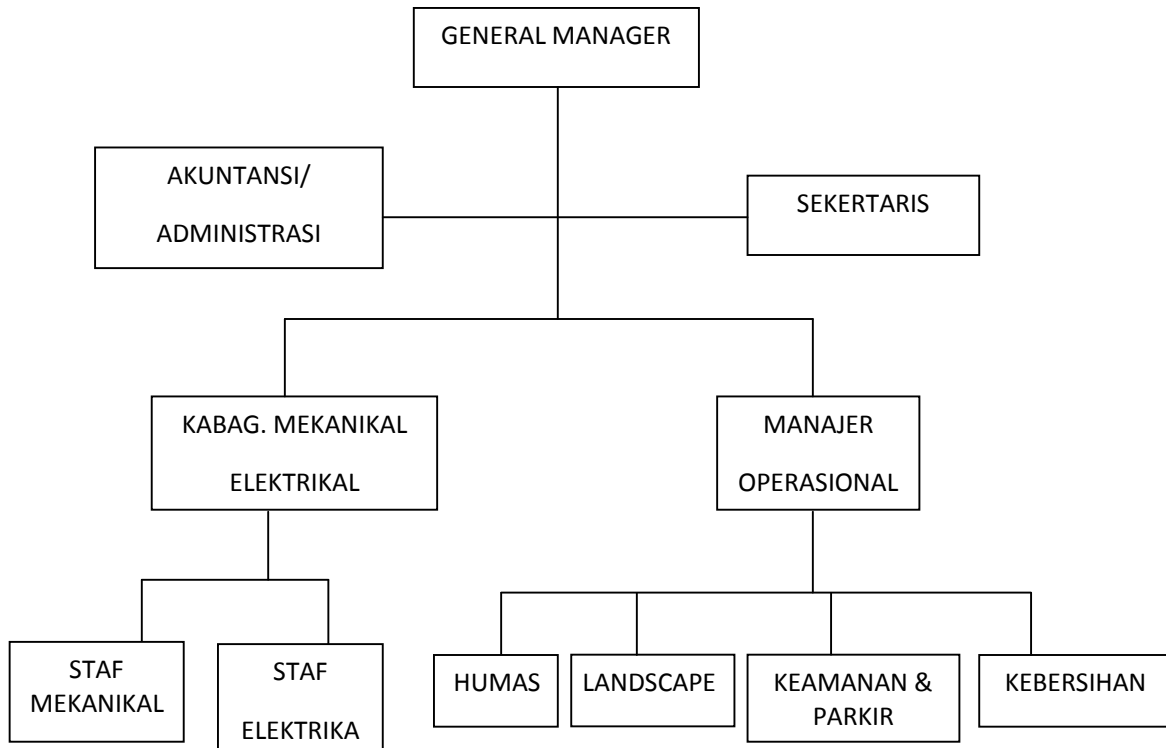 GENERAL MANAGER
AKUNTANSI/
ADMINISTRASI
SEKERTARIS
KABAG. MEKANIKAL
ELEKTRIKAL
MANAJER
OPERASIONAL
STAF
MEKANIKAL
STAF
ELEKTRIKA
HUMAS
LANDSCAPE
KEAMANAN &
PARKIR
KEBERSIHAN